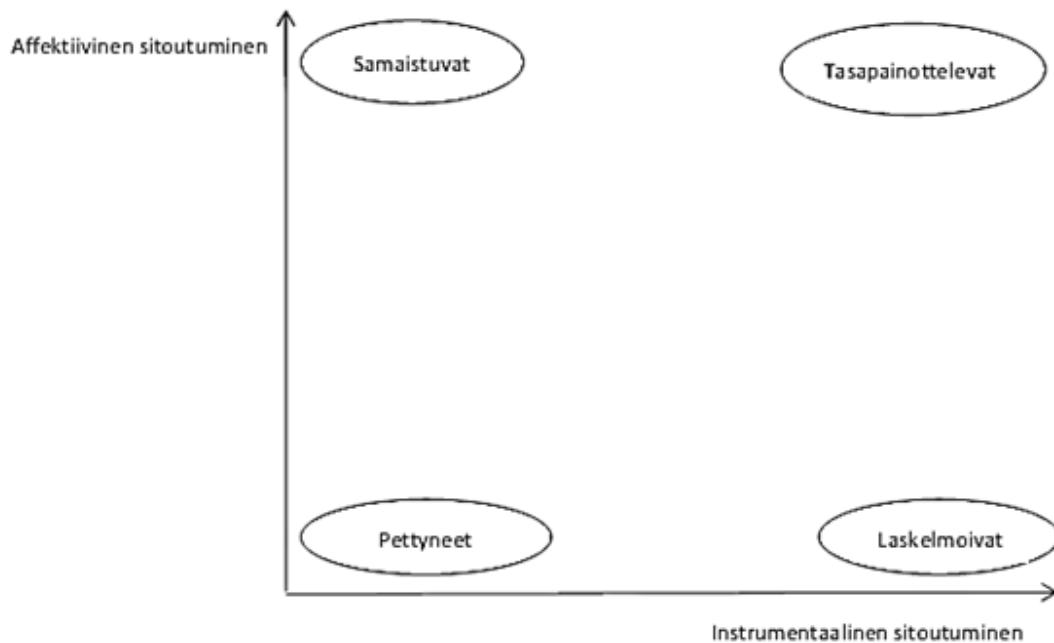 Affektiivinen sitoutuminen
Samaistuvat
Tasapainottelevat
Pettyneet
Laskelmoivat
Instrumentaalinen sitoutuminen